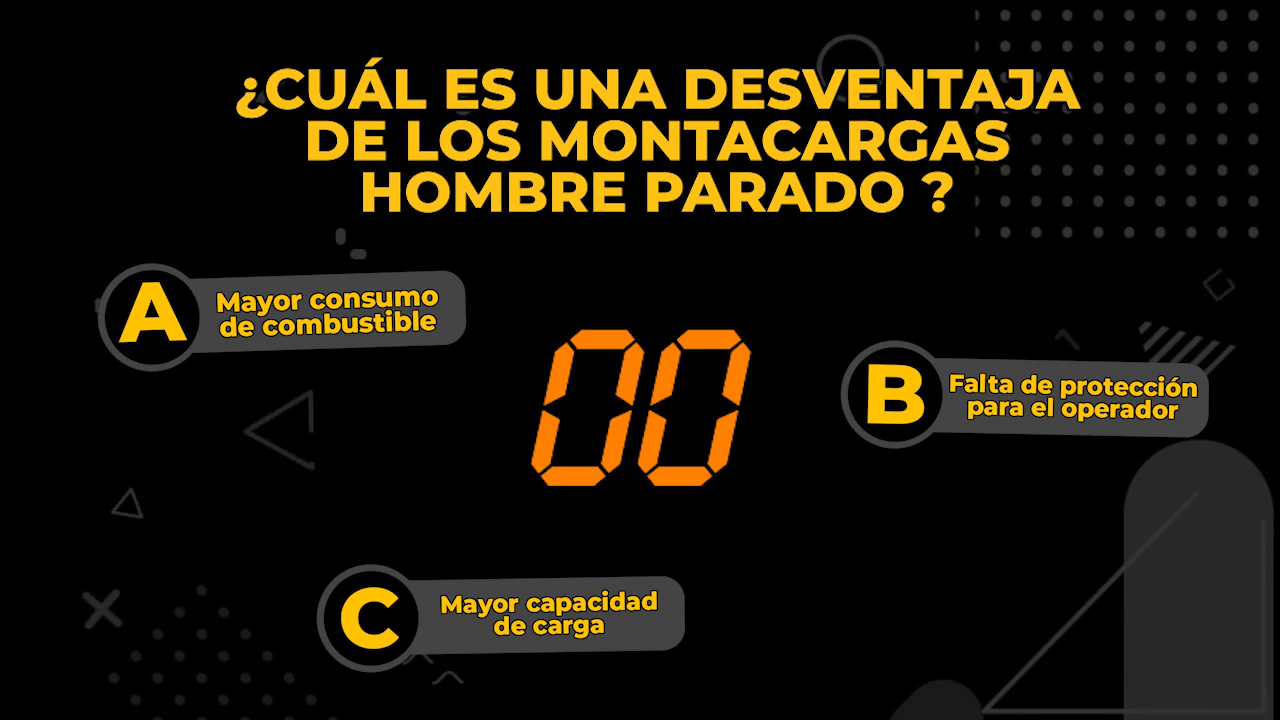 ¿CUÁL ES UNA DESVENTAJA
DE LOS MONTACARGAS
HOMBRE PARADO ?
A
Mayor consumo
de combustible
00
B
Falta de protección
para el operador
C
Mayor capacidad
de carga